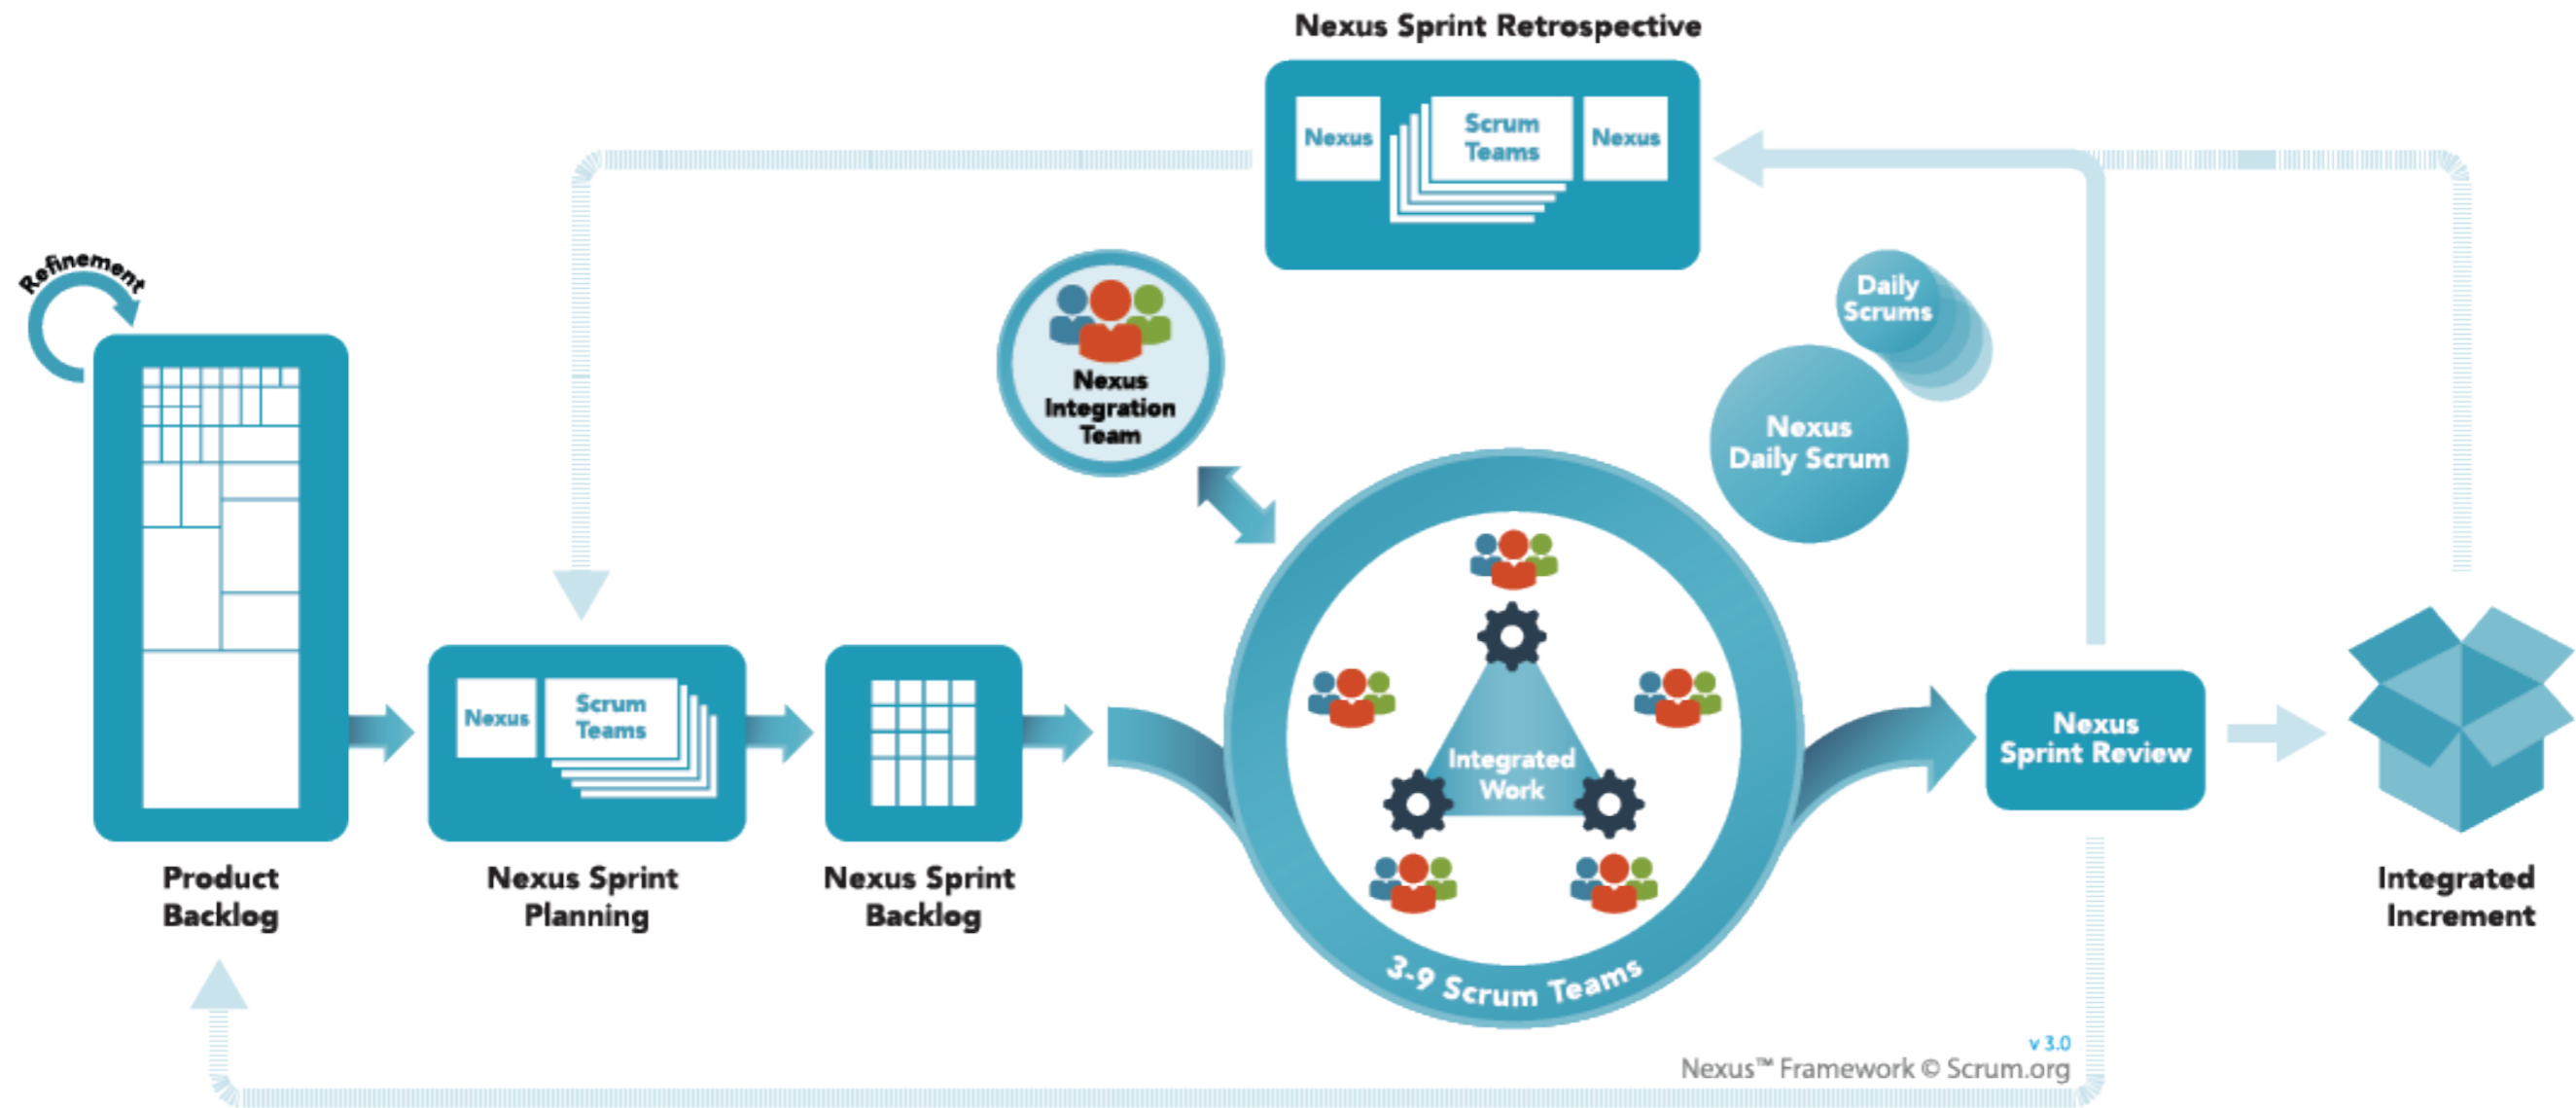 Nexus Sprint Retrospective
Nexus
Scrum
Teams
Nexus
Refinement
Nexus
Integration
Team
Daily
Scrums
Nexus
Daily Scrum
Nexus
Scrum
Teams
Integrated
Work
Nexus
Sprint Review
Product
Backlog
Nexus Sprint
Planning
Nexus Sprint
Backlog
3-9 Scrum Teams
Integrated
Increment
v 3.0
Nexus™ Framework © Scrum.org